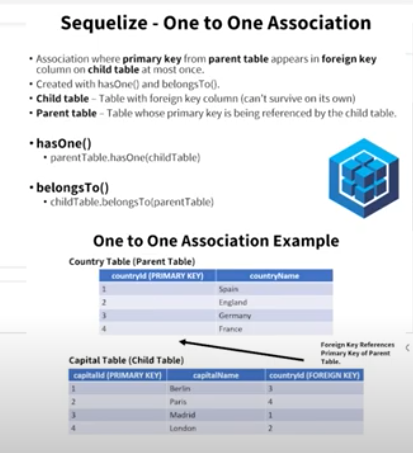 Sequelize - One to One Association
• Association where primary key from parent table appears in foreign key
column on child table at most once.
• Created with hasOne() and belongsTo().
• Child table – Table with foreign key column (can't survive on its own)
• Parent table – Table whose primary key is being referenced by the child table.
• hasOne()
• parentTable.hasOne(childTable)
• belongsTo()
• childTable.belongsTo(parentTable)
One to One Association Example
Country Table (Parent Table)
countryId (PRIMARY KEY) countryName
1 Spain
2 England
3 Germany
4 France
Foreign Key References
Primary Key of Parent
Table.
Capital Table (Child Table)
capitalId (PRIMARY KEY) capitalName countryId (FOREIGN KEY)
1 Berlin 3
2 Paris 4
3 Madrid 1
4 London 2